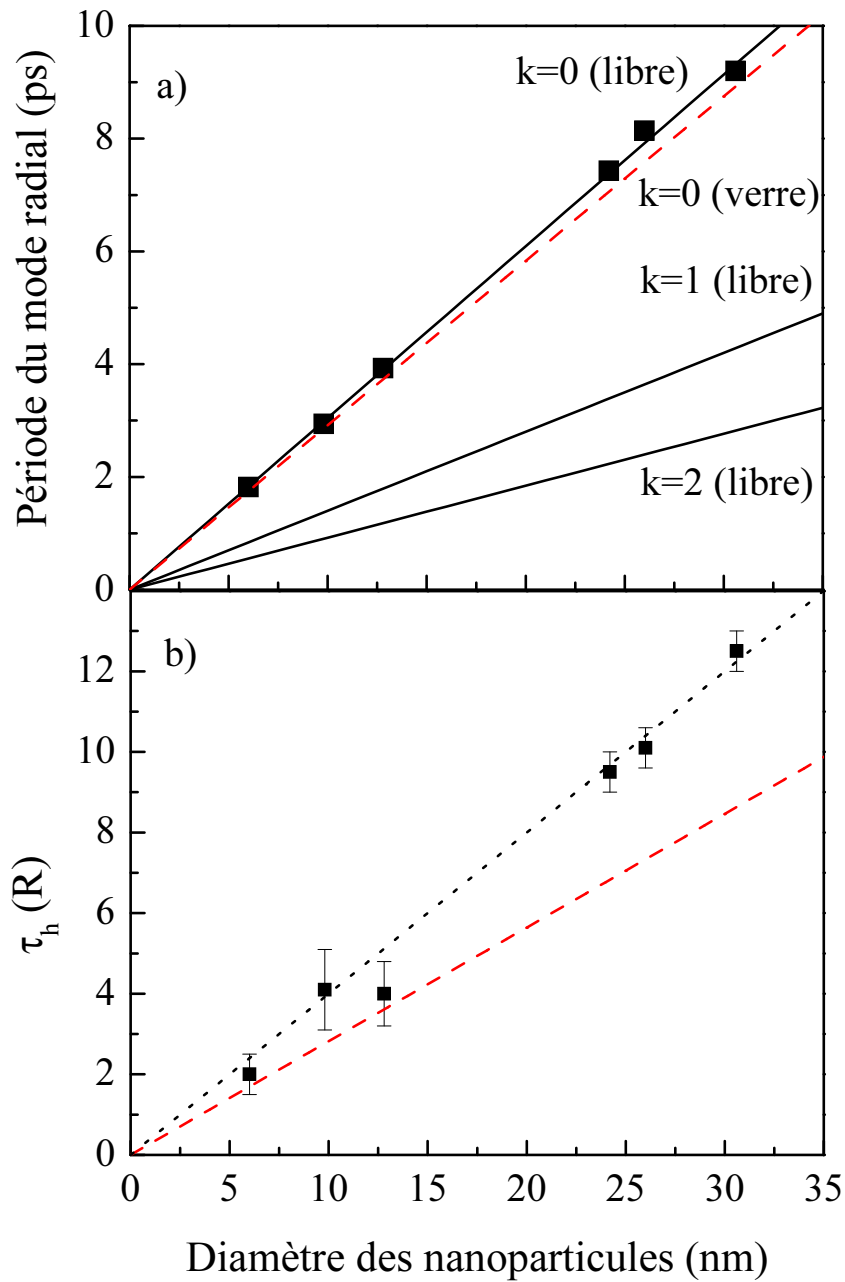 Période du mode radial (ps)
10
8
6
4
2
0
a)
k=0 (libre)
k=0 (verre)
k=1 (libre)
k=2 (libre)
τh (R)
12
10
8
6
4
2
0
b)
0 5 10 15 20 25 30 35
Diamètre des nanoparticules (nm)